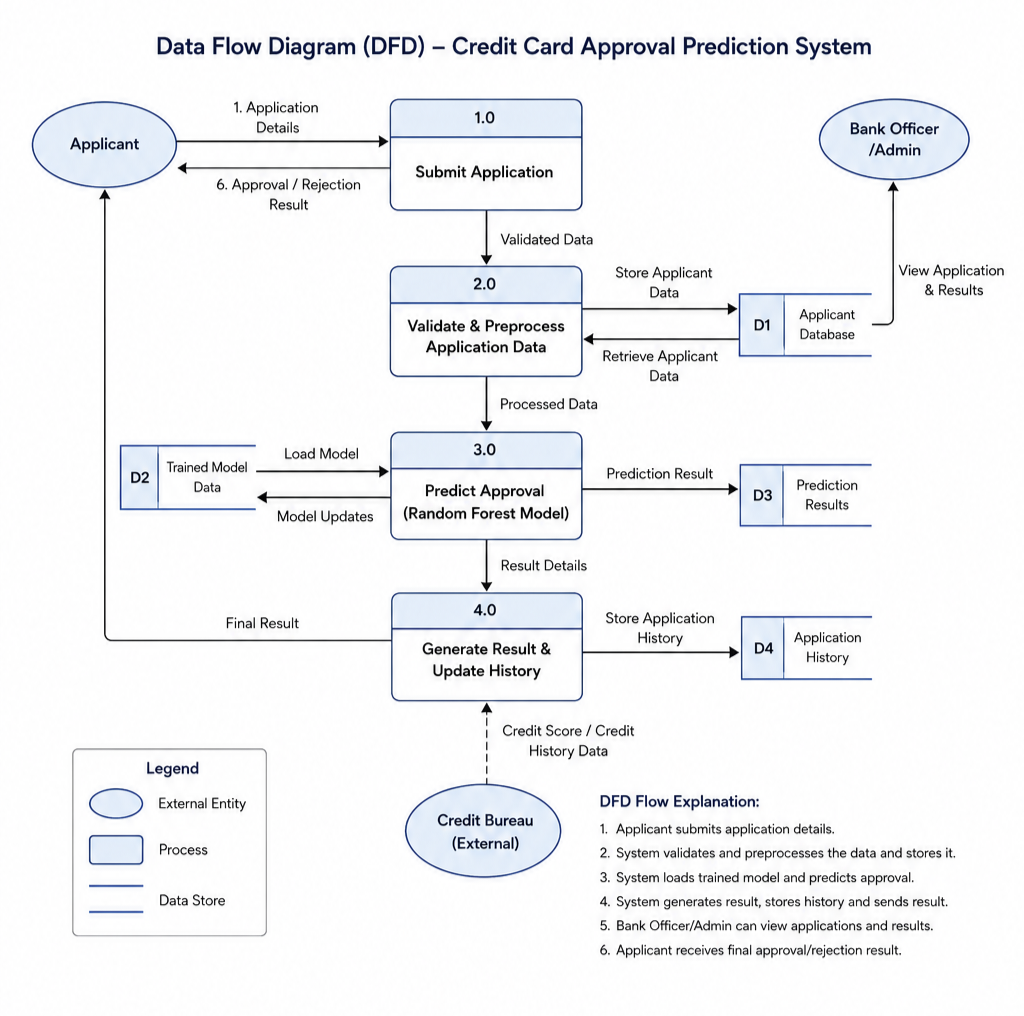 Data Flow Diagram (DFD) – Credit Card Approval Prediction System
Applicant
1. Application
Details
6. Approval / Rejection
Result
1.0
Submit Application
Bank Officer
/Admin
Validated Data
2.0
Validate & Preprocess
Application Data
Store Applicant
Data
Retrieve Applicant
Data
D1
Applicant
Database
View Application
& Results
Processed Data
D2
Trained Model
Data
Load Model
Model Updates
3.0
Predict Approval
(Random Forest Model)
Prediction Result
D3
Prediction
Results
Result Details
4.0
Generate Result &
Update History
Final Result
Store Application
History
D4
Application
History
Credit Score / Credit
History Data
Credit Bureau
(External)
Legend
External Entity
Process
Data Store
DFD Flow Explanation:
1. Applicant submits application details.
2. System validates and preprocesses the data and stores it.
3. System loads trained model and predicts approval.
4. System generates result, stores history and sends result.
5. Bank Officer/Admin can view applications and results.
6. Applicant receives final approval/rejection result.